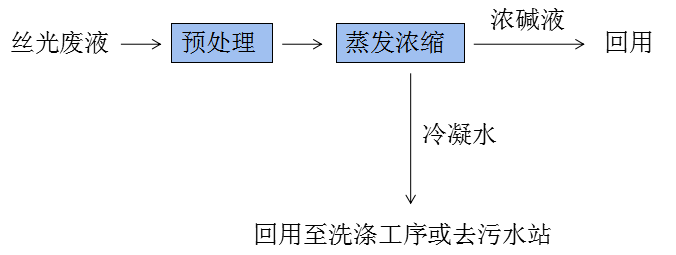 浓碱液
丝光废液
预处理
蒸发浓缩
回用
冷凝水
回用至洗涤工序或去污水站